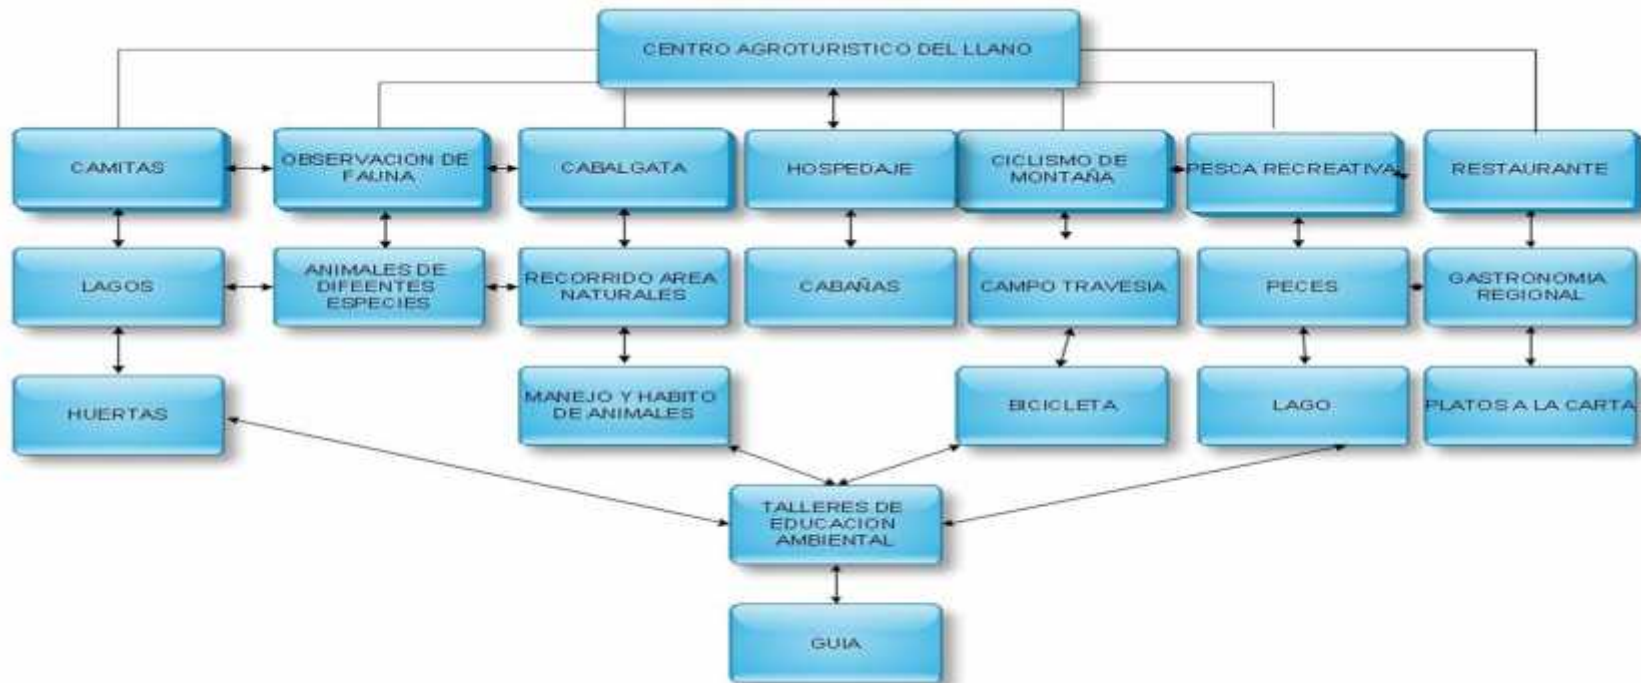 CENTRO AGROTURISTICO DEL LLANO
CAMITAS
OBSERVACION DE
FAUNA
CABALGATA
HOSPEDAJE
CICLISMO DE
MONTAÑA
PESCA RECREATIVA
RESTAURANTE
LAGOS
ANIMALES DE
DIFEENTES
ESPECIES
RECORRIDO AREA
NATURALES
CABAÑAS
CAMPO TRAVESIA
PECES
GASTRONOMIA
REGIONAL
HUERTAS
MANEJO Y HABITO
DE ANIMALES
BICICLETA
LAGO
PLATOS A LA CARTA
TALLERES DE
EDUCACION
AMBIENTAL
GUIA